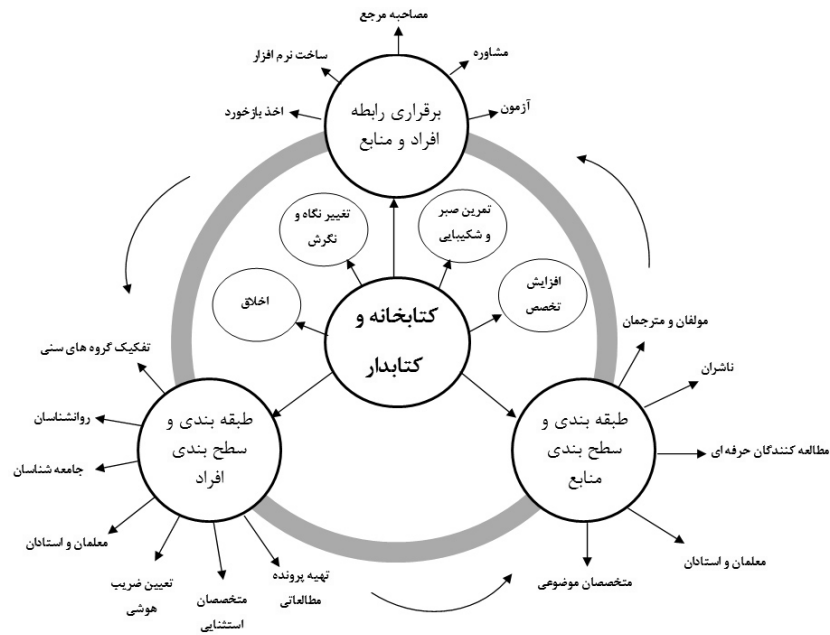 مصاحبه مرجع
مشاوره
ساخت نرم افزار
آزمون
اخذ بازخورد
برقراری رابطه
افراد و منابع
تمرین صبر
و شکیبایی
تغییر نگاه و
نگرش
افزایش
تخصص
اخلاق
کتابخانه و
کتابدار
مولفان و مترجمان
ناشران
مطالعه کنندگان حرفه ای
معلمان و استادان
متخصصان موضوعی
طبقه بندی و
سطح بندی
منابع
تفکیک گروه های سنی
روانشناسان
جامعه شناسان
معلمان و استادان
تعیین ضریب
هوشی
متخصصان
استثنایی
تهیه پرونده
مطالعاتی
طبقه بندی و
سطح بندی
افراد